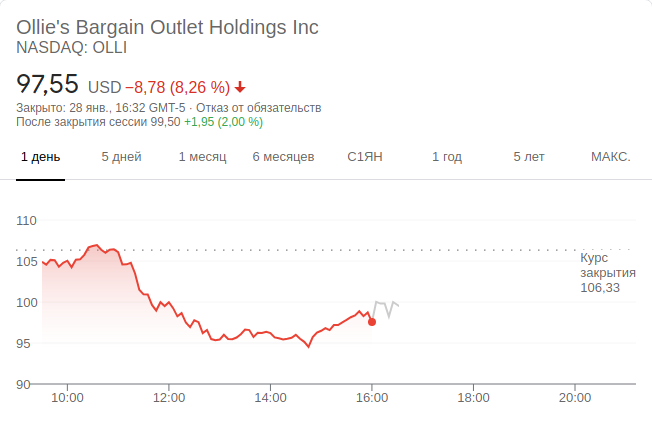 Ollie's Bargain Outlet Holdings Inc
NASDAQ: OLLI
97,55 USD −8,78 (8,26 %)
Закрыто: 28 янв., 16:32 GMT-5 · Отказ от обязательств
После закрытия сессии 99,50 +1,95 (2,00 %)
1 день 5 дней 1 месяц 6 месяцев С1ЯН 1 год 5 лет МАКС.
110
105
100
95
90
Курс
закрытия
106,33
10:00 12:00 14:00 16:00 18:00 20:00